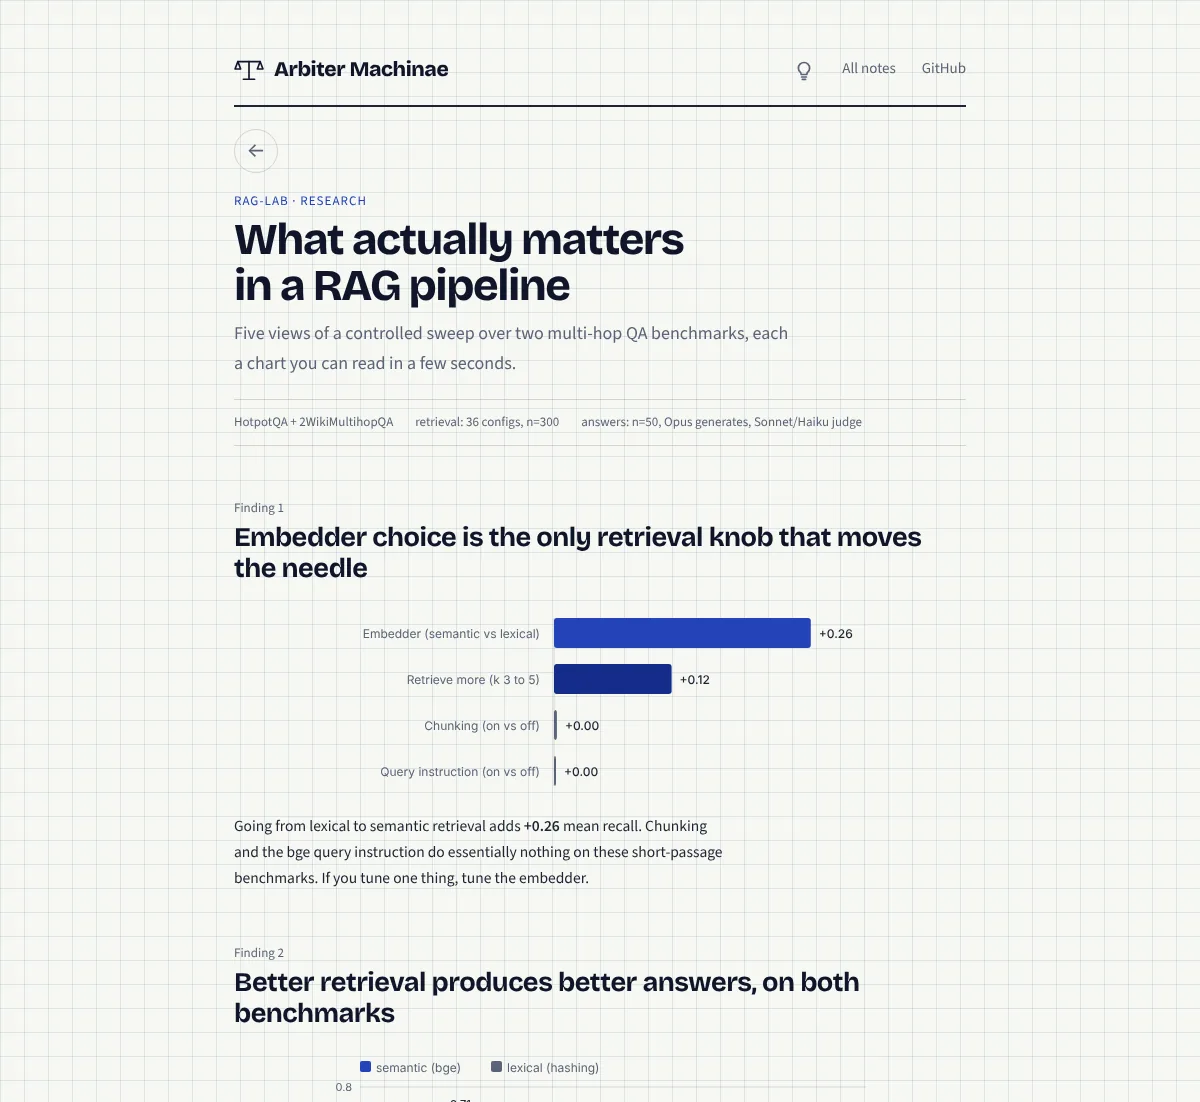 Arbiter Machinae
All notes
GitHub
RAG-LAB · RESEARCH
What actually matters
in a RAG pipeline
Five views of a controlled sweep over two multi-hop QA benchmarks, each
a chart you can read in a few seconds.
HotpotQA + 2WikiMultihopQA
retrieval: 36 configs, n=300
answers: n=50, Opus generates, Sonnet/Haiku judge
Finding 1
Embedder choice is the only retrieval knob that moves
the needle
Embedder (semantic vs lexical) +0.26
Retrieve more (k 3 to 5) +0.12
Chunking (on vs off) +0.00
Query instruction (on vs off) +0.00
Going from lexical to semantic retrieval adds +0.26 mean recall. Chunking
and the bge query instruction do essentially nothing on these short-passage
benchmarks. If you tune one thing, tune the embedder.
Finding 2
Better retrieval produces better answers, on both
benchmarks
semantic (bge)
lexical (hashing)
0.8